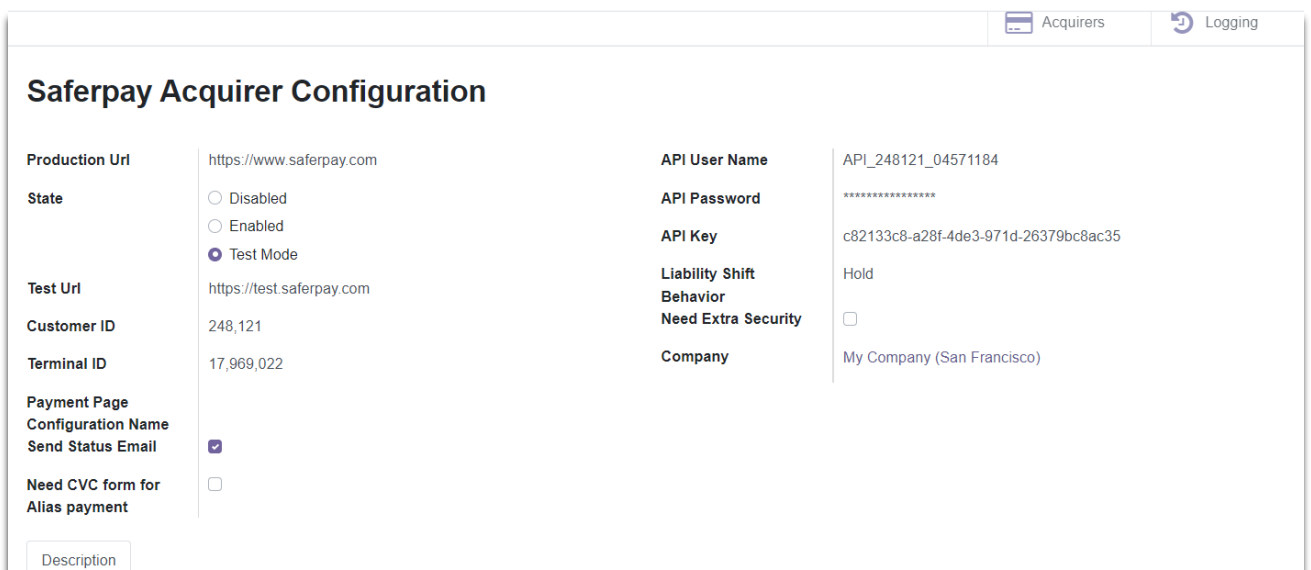 Acquirers
Logging
Saferpay Acquirer Configuration
Production Url
https://www.saferpay.com
State
Disabled
Enabled
Test Mode
Test Url
https://test.saferpay.com
Customer ID
248,121
Terminal ID
17,969,022
Payment Page
Configuration Name
Send Status Email
Need CVC form for
Alias payment
API User Name
API_248121_04571184
API Password
****************
API Key
c82133c8-a28f-4de3-971d-26379bc8ac35
Liability Shift
Behavior
Hold
Need Extra Security
Company
My Company (San Francisco)
Description